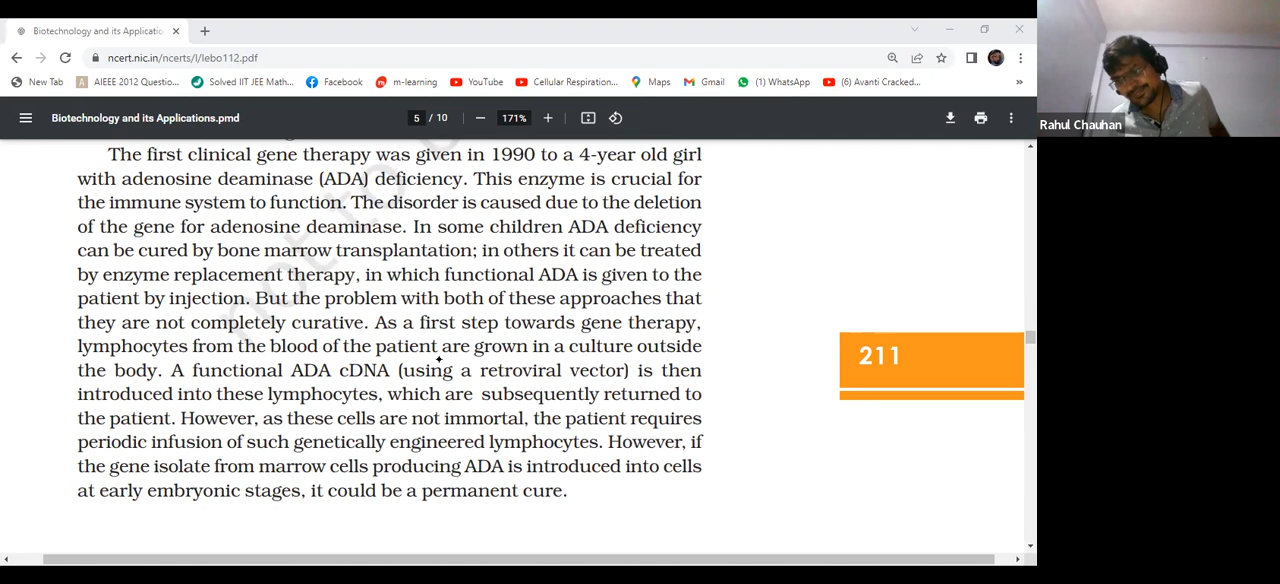 Biotechnology and its Applicatio
ncert.nic.in/ncerts/l/lebo112.pdf
New Tab AIEEE 2012 Questio... Solved IIT JEE Math... Facebook m-learning YouTube Cellular Respiration... Maps Gmail (1) WhatsApp (6) Avanti Cracked... »
Biotechnology and its Applications.pmd 5 / 10 171%
Rahul Chauhan
The first clinical gene therapy was given in 1990 to a 4-year old girl
with adenosine deaminase (ADA) deficiency. This enzyme is crucial for
the immune system to function. The disorder is caused due to the deletion
of the gene for adenosine deaminase. In some children ADA deficiency
can be cured by bone marrow transplantation; in others it can be treated
by enzyme replacement therapy, in which functional ADA is given to the
patient by injection. But the problem with both of these approaches that
they are not completely curative. As a first step towards gene therapy,
lymphocytes from the blood of the patient are grown in a culture outside
the body. A functional ADA cDNA (using a retroviral vector) is then
introduced into these lymphocytes, which are subsequently returned to
the patient. However, as these cells are not immortal, the patient requires
periodic infusion of such genetically engineered lymphocytes. However, if
the gene isolate from marrow cells producing ADA is introduced into cells
at early embryonic stages, it could be a permanent cure.
211
not to